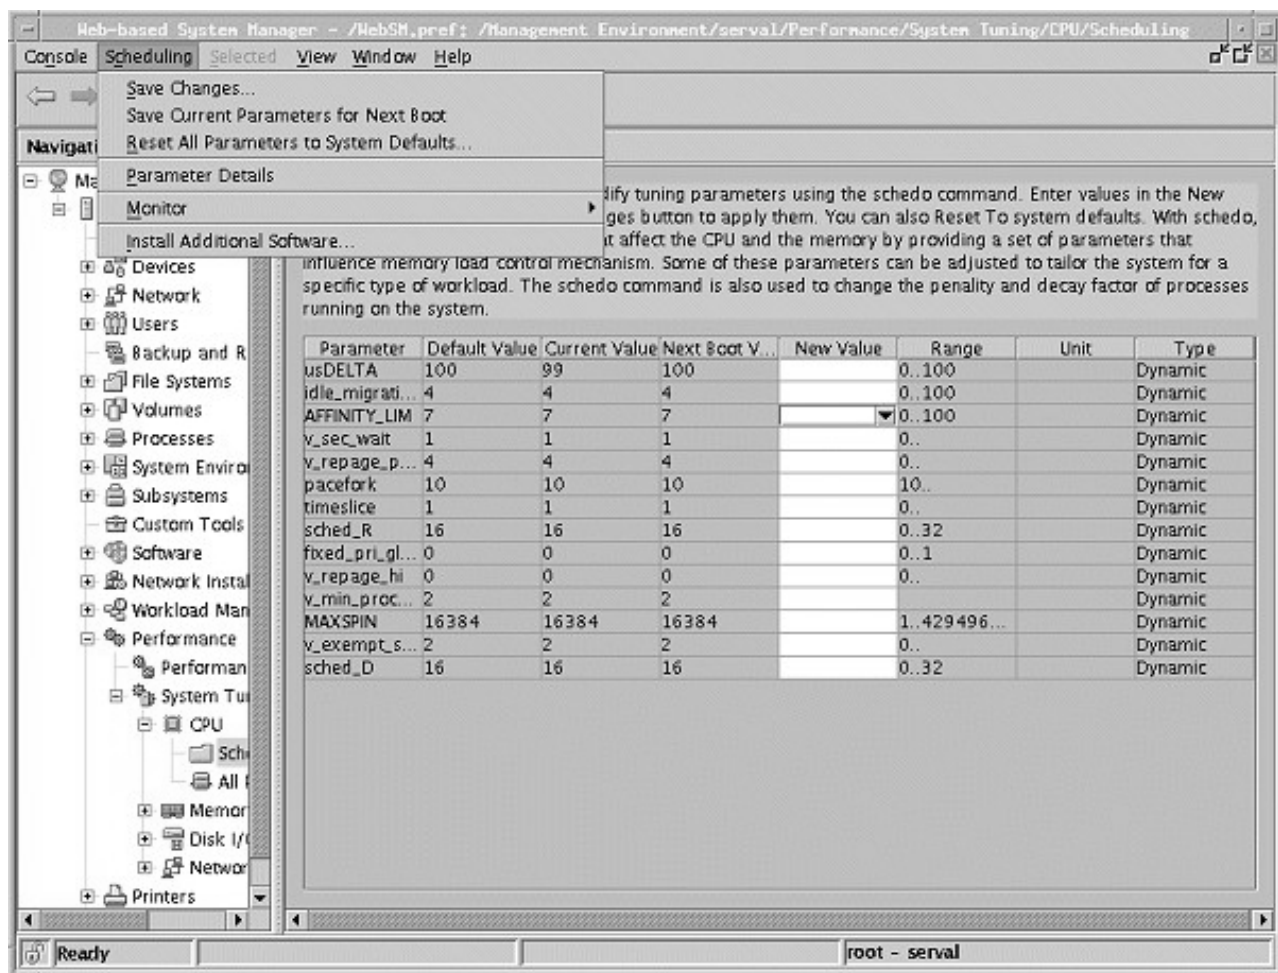 Web-based System Manager - /WebSM.pref: /Management Environment/serval/Performance/System Tuning/CPU/Scheduling
Console Scheduling Selected View Window Help
Save Changes...
Save Current Parameters for Next Boot
Reset All Parameters to System Defaults...
Parameter Details
Monitor
Install Additional Software...
Navigati
Ma
Devices
Network
Users
Backup and R
File Systems
Volumes
Processes
System Enviro
Subsystems
Custom Tools
Software
Network Instal
Workload Man
Performance
Performan
System Tu
CPU
Sch
All
Memor
Disk I/
Networ
Printers
ify tuning parameters using the schedo command. Enter values in the New
ges button to apply them. You can also Reset To system defaults. With schedo,
t affect the CPU and the memory by providing a set of parameters that
influence memory load control mechanism. Some of these parameters can be adjusted to tailor the system for a
specific type of workload. The schedo command is also used to change the penality and decay factor of processes
running on the system.
Parameter Default Value Current Value Next Boot V... New Value Range Unit Type
usDELTA 100 99 100 0..100 Dynamic
idle_migrati... 4 4 4 0..100 Dynamic
AFFINITY_LIM 7 7 7 0..100 Dynamic
v_sec_wait 1 1 1 0.. Dynamic
v_repage_p... 4 4 4 0.. Dynamic
pacefork 10 10 10 10.. Dynamic
timeslice 1 1 1 0.. Dynamic
sched_R 16 16 16 0..32 Dynamic
fixed_pri_gl... 0 0 0 0..1 Dynamic
v_repage_hi 0 0 0 0.. Dynamic
v_min_proc... 2 2 2 Dynamic
MAXSPIN 16384 16384 16384 1..429496... Dynamic
v_exempt_s... 2 2 2 0.. Dynamic
sched_D 16 16 16 0..32 Dynamic
Ready
root - serval